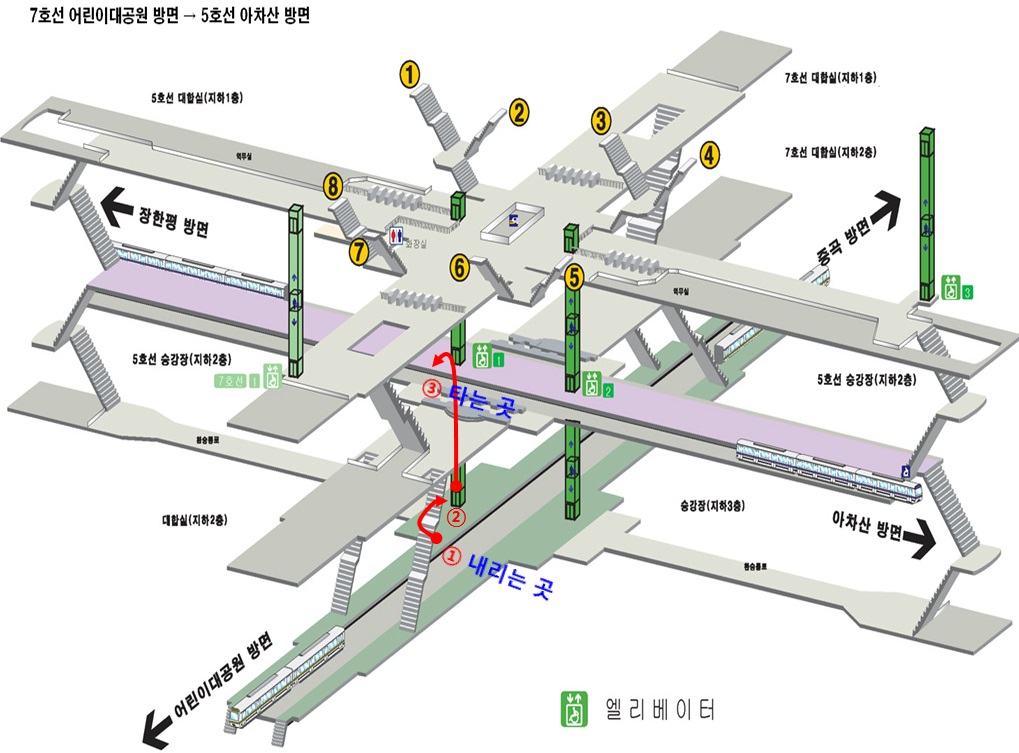 7호선 어린이대공원 방면 → 5호선 아차산 방면
1
2
3
4
7호선 대합실(지하1층)
5호선 대합실(지하1층)
역무실
7호선 대합실(지하2층)
8
장한평 방면
화장실
7
6
5
중곡 방면
역무실
3
5호선 승강장(지하2층)
1
7호선 1
2
5호선 승강장(지하2층)
③ 타는 곳
환승통로
대합실(지하2층)
②
승강장(지하3층)
아차산 방면
① 내리는 곳
환승통로
어린이대공원 방면
엘리베이터